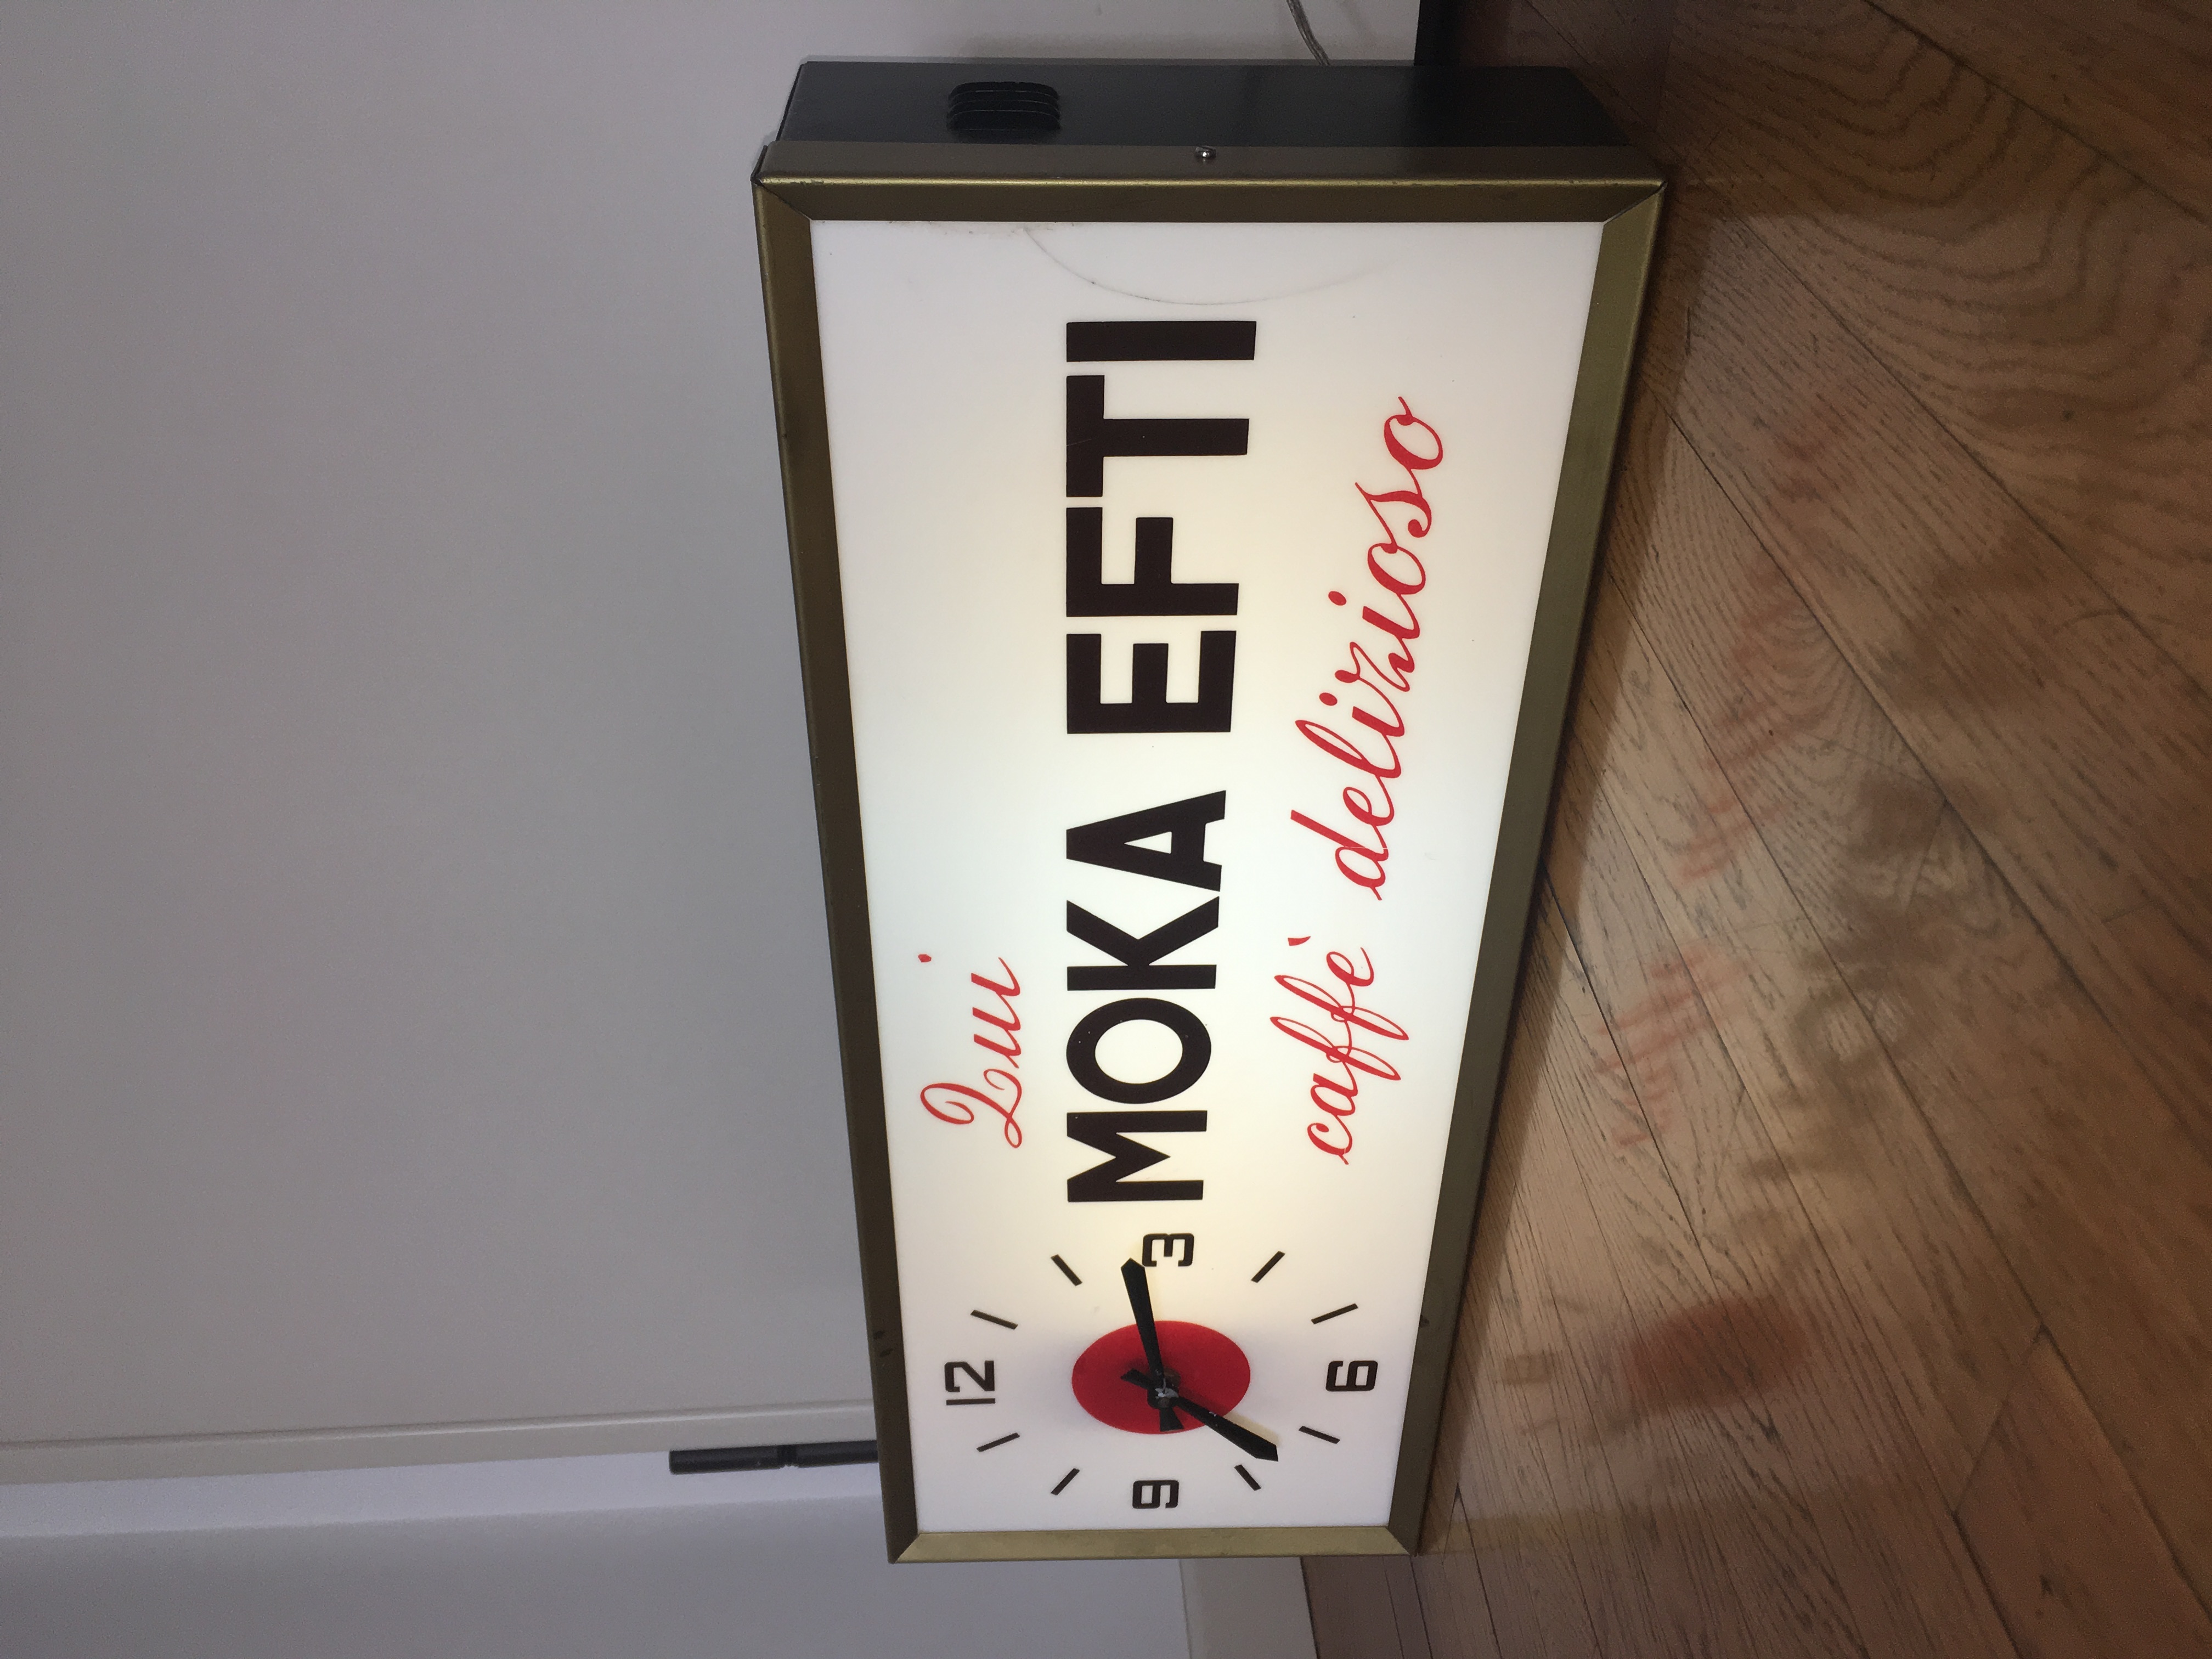 Qui
MOKA EFTI
caffè delizioso
12
3
6
9